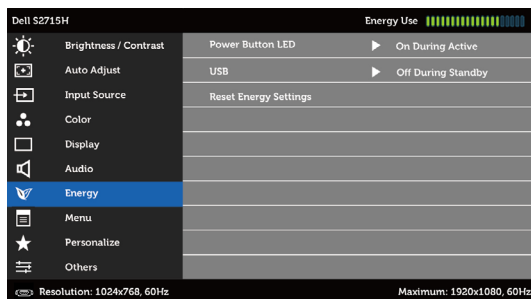 Dell S2715H Energy Use
Brightness / Contrast Power Button LED On During Active
Auto Adjust USB Off During Standby
Input Source Reset Energy Settings
Color
Display
Audio
Energy
Menu
Personalize
Others
Resolution: 1024x768, 60Hz Maximum: 1920x1080, 60Hz